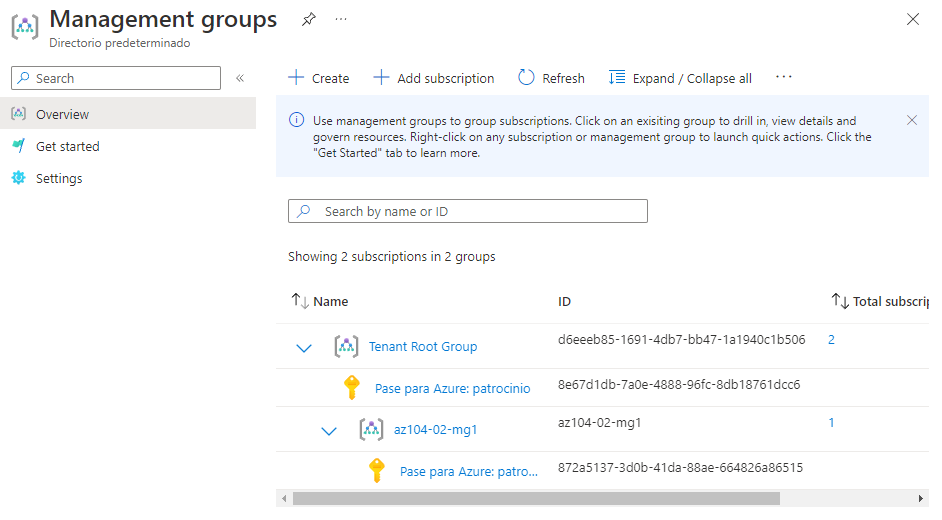 Management groups
Directorio predeterminado
Search
Overview
Get started
Settings
Create Add subscription Refresh Expand / Collapse all
Use management groups to group subscriptions. Click on an exisiting group to drill in, view details and
govern resources. Right-click on any subscription or management group to launch quick actions. Click the
"Get Started" tab to learn more.
Search by name or ID
Showing 2 subscriptions in 2 groups
Name ID Total subscrip
Tenant Root Group d6eeeb85-1691-4db7-bb47-1a1940c1b506 2
Pase para Azure: patrocinio 8e67d1db-7a0e-4888-96fc-8db18761dcc6
az104-02-mg1 az104-02-mg1 1
Pase para Azure: patro... 872a5137-3d0b-41da-88ae-664826a86515